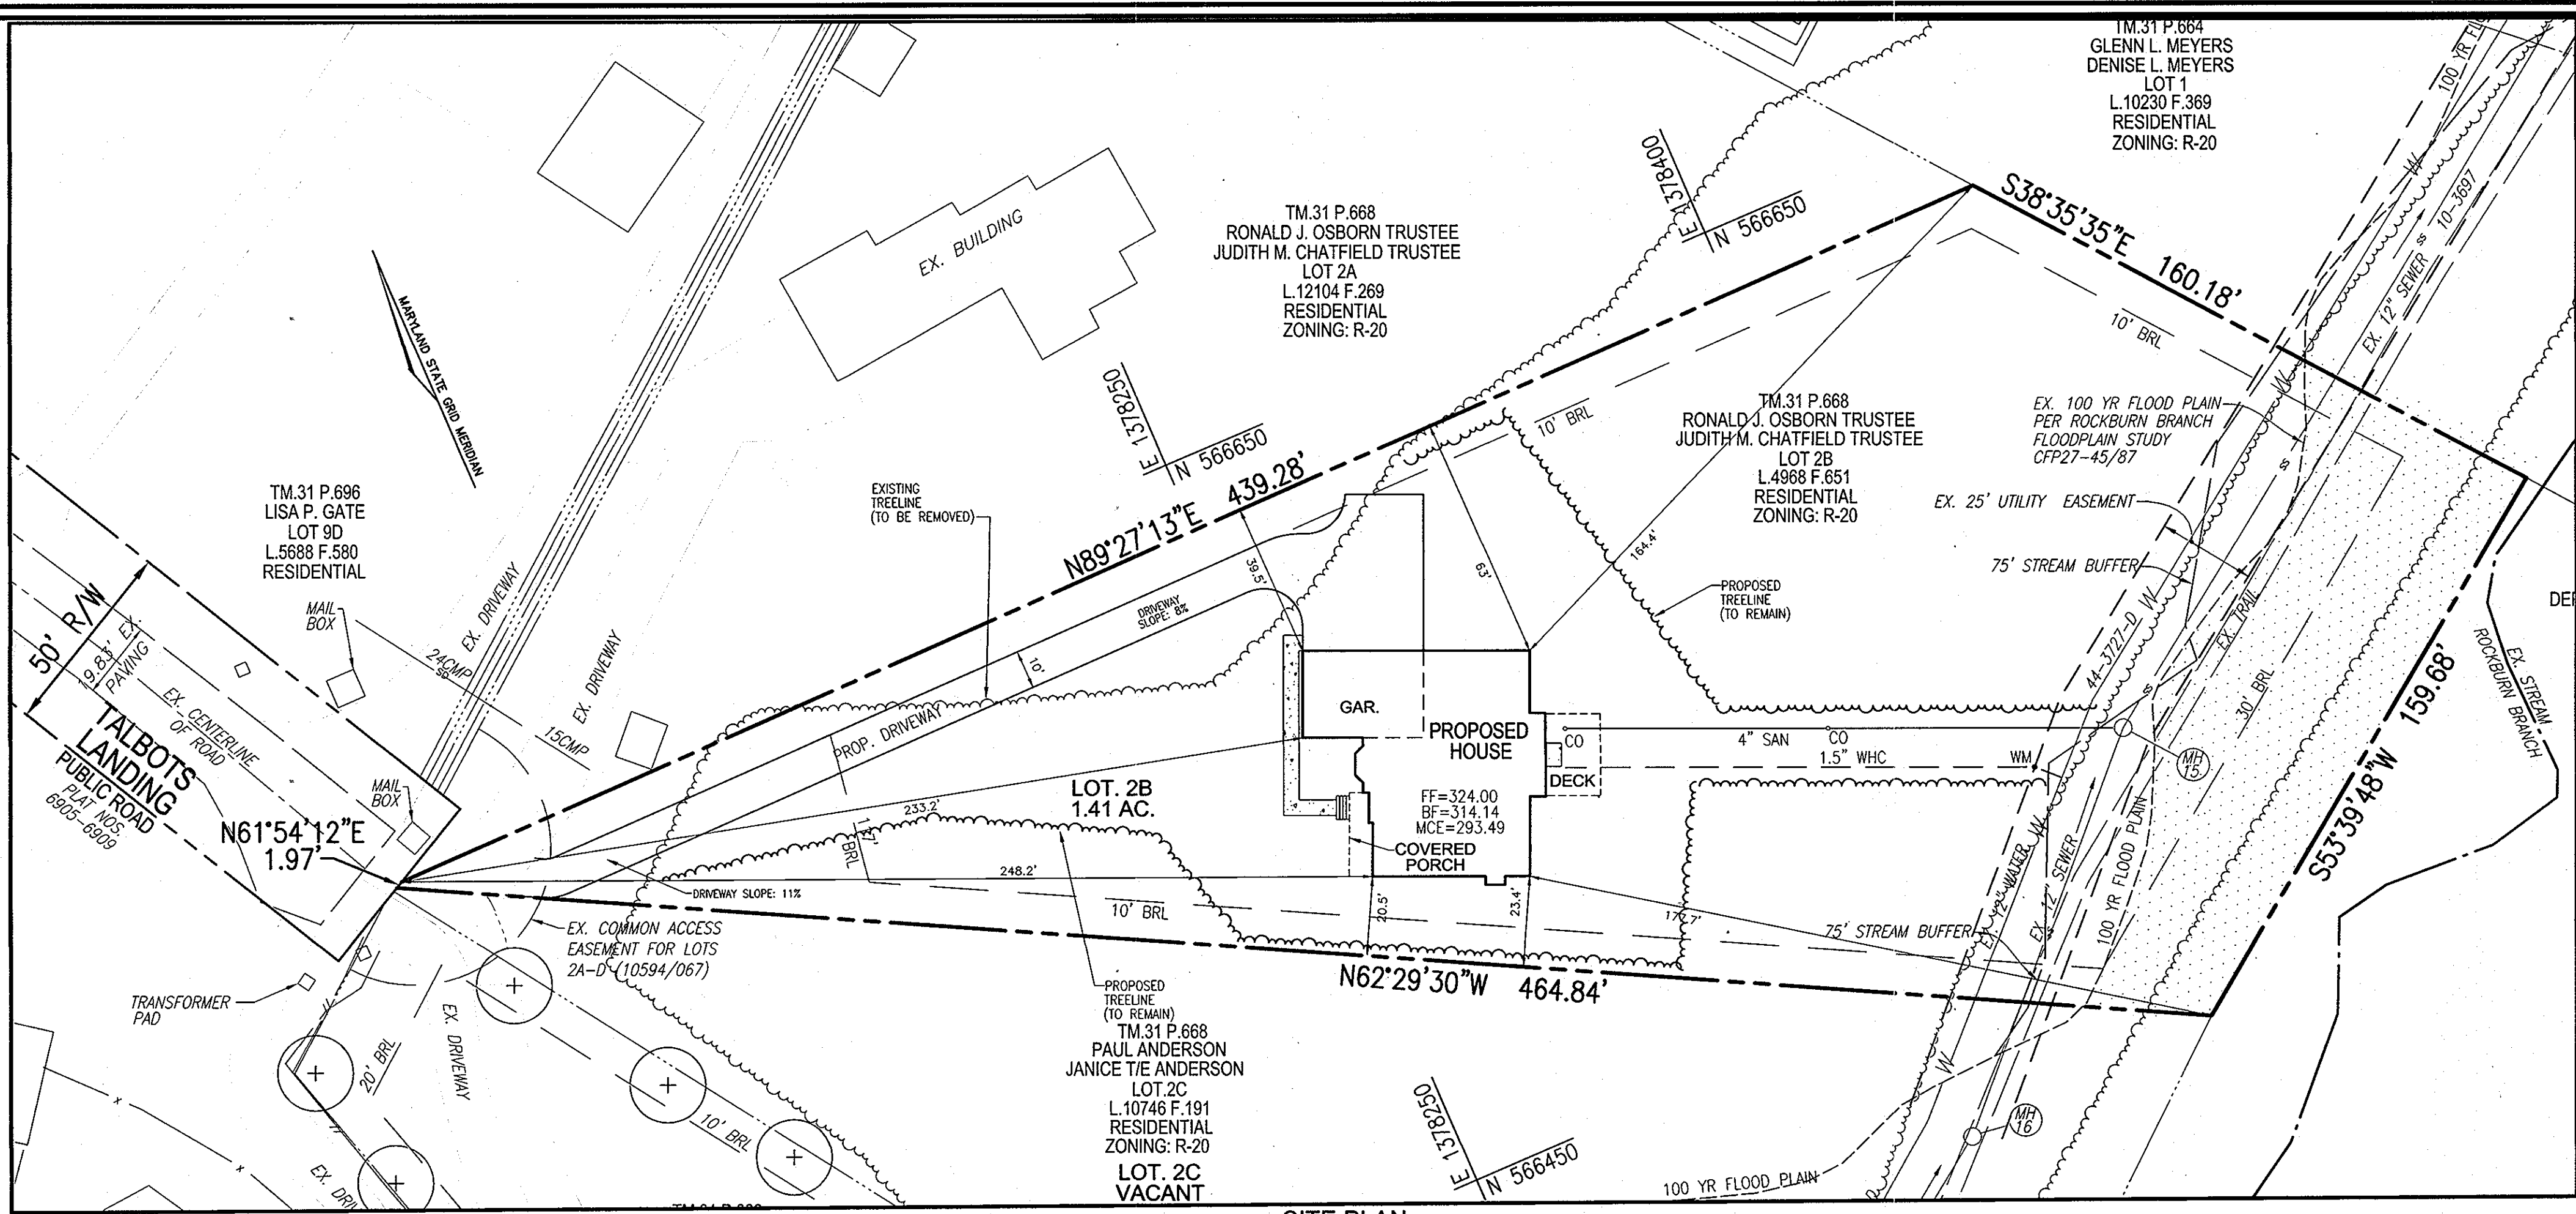 TM.31 P.664
GLENN L. MEYERS
DENISE L. MEYERS
LOT 1
L.10230 F.369
RESIDENTIAL
ZONING: R-20
100 YR
W
10-3697
EX. 12" SEWER
SS
E 1378400
N 566650
S38°35'35"E 160.18'
10' BRL
TM.31 P.668
RONALD J. OSBORN TRUSTEE
JUDITH M. CHATFIELD TRUSTEE
LOT 2A
L.12104 F.269
RESIDENTIAL
ZONING: R-20
EX. BUILDING
MARYLAND STATE GRID MERIDIAN
E 1378250
N 566650
N89°27'13"E 439.28'
10' BRL
TM.31 P.668
RONALD J. OSBORN TRUSTEE
JUDITH M. CHATFIELD TRUSTEE
LOT 2B
L.4968 F.651
RESIDENTIAL
ZONING: R-20
EX. 100 YR FLOOD PLAIN
PER ROCKBURN BRANCH
FLOODPLAIN STUDY
CFP27-45/87
EX. 25' UTILITY EASEMENT
75' STREAM BUFFER
W
SS
W
44-3727-D
EX. TRAIL
30' BRL
SS
EX. STREAM
ROCKBURN BRANCH
S53°39'48"W 159.68'
TM.31 P.696
LISA P. GATE
LOT 9D
L.5688 F.580
RESIDENTIAL
MAIL
BOX
EX. DRIVEWAY
24CMP
SD
15CMP
EX. DRIVEWAY
50' R/W
19.83' EX.
PAVING
EX. CENTERLINE
OF ROAD
TALBOTS
LANDING
PUBLIC ROAD
PLAT NOS.
6905-6909
MAIL
BOX
N61°54'12"E
1.97'
EXISTING
TREELINE
(TO BE REMOVED)
39.5'
63'
164.4'
DRIVEWAY
SLOPE: 8%
10'
PROP. DRIVEWAY
PROPOSED
TREELINE
(TO REMAIN)
GAR.
PROPOSED
HOUSE
CO
DECK
4" SAN
CO
1.5" WHC
WM
MH
15
FF=324.00
BF=314.14
MCE=293.49
COVERED
PORCH
LOT. 2B
1.41 AC.
233.2'
BRL
248.2'
DRIVEWAY SLOPE: 11%
10' BRL
20.5'
23.4'
75' STREAM BUFFER
EX. 12" WATER
W
EX. 12" SEWER
100 YR FLOOD PLAIN
EX. COMMON ACCESS
EASEMENT FOR LOTS
2A-D (10594/067)
N62°29'30"W 464.84'
TRANSFORMER
PAD
20' BRL
EX. DRIVEWAY
10' BRL
PROPOSED
TREELINE
(TO REMAIN)
TM.31 P.668
PAUL ANDERSON
JANICE T/E ANDERSON
LOT.2C
L.10746 F.191
RESIDENTIAL
ZONING: R-20
LOT. 2C
VACANT
E 1378250
N 566450
W
MH
16
100 YR FLOOD PLAIN
SITE PLAN